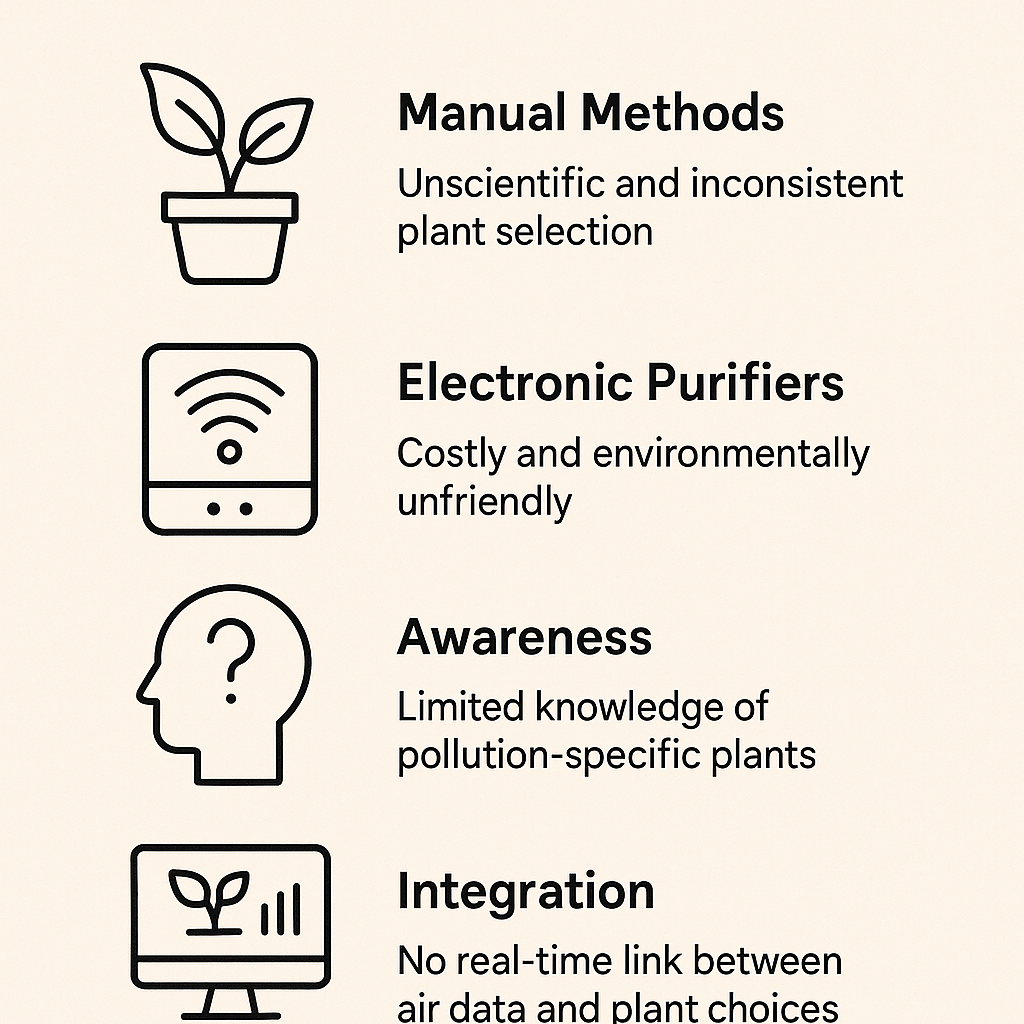 Manual Methods
Unscientific and inconsistent
plant selection
Electronic Purifiers
Costly and environmentally
unfriendly
Awareness
Limited knowledge of
pollution-specific plants
Integration
No real-time link between
air data and plant choices